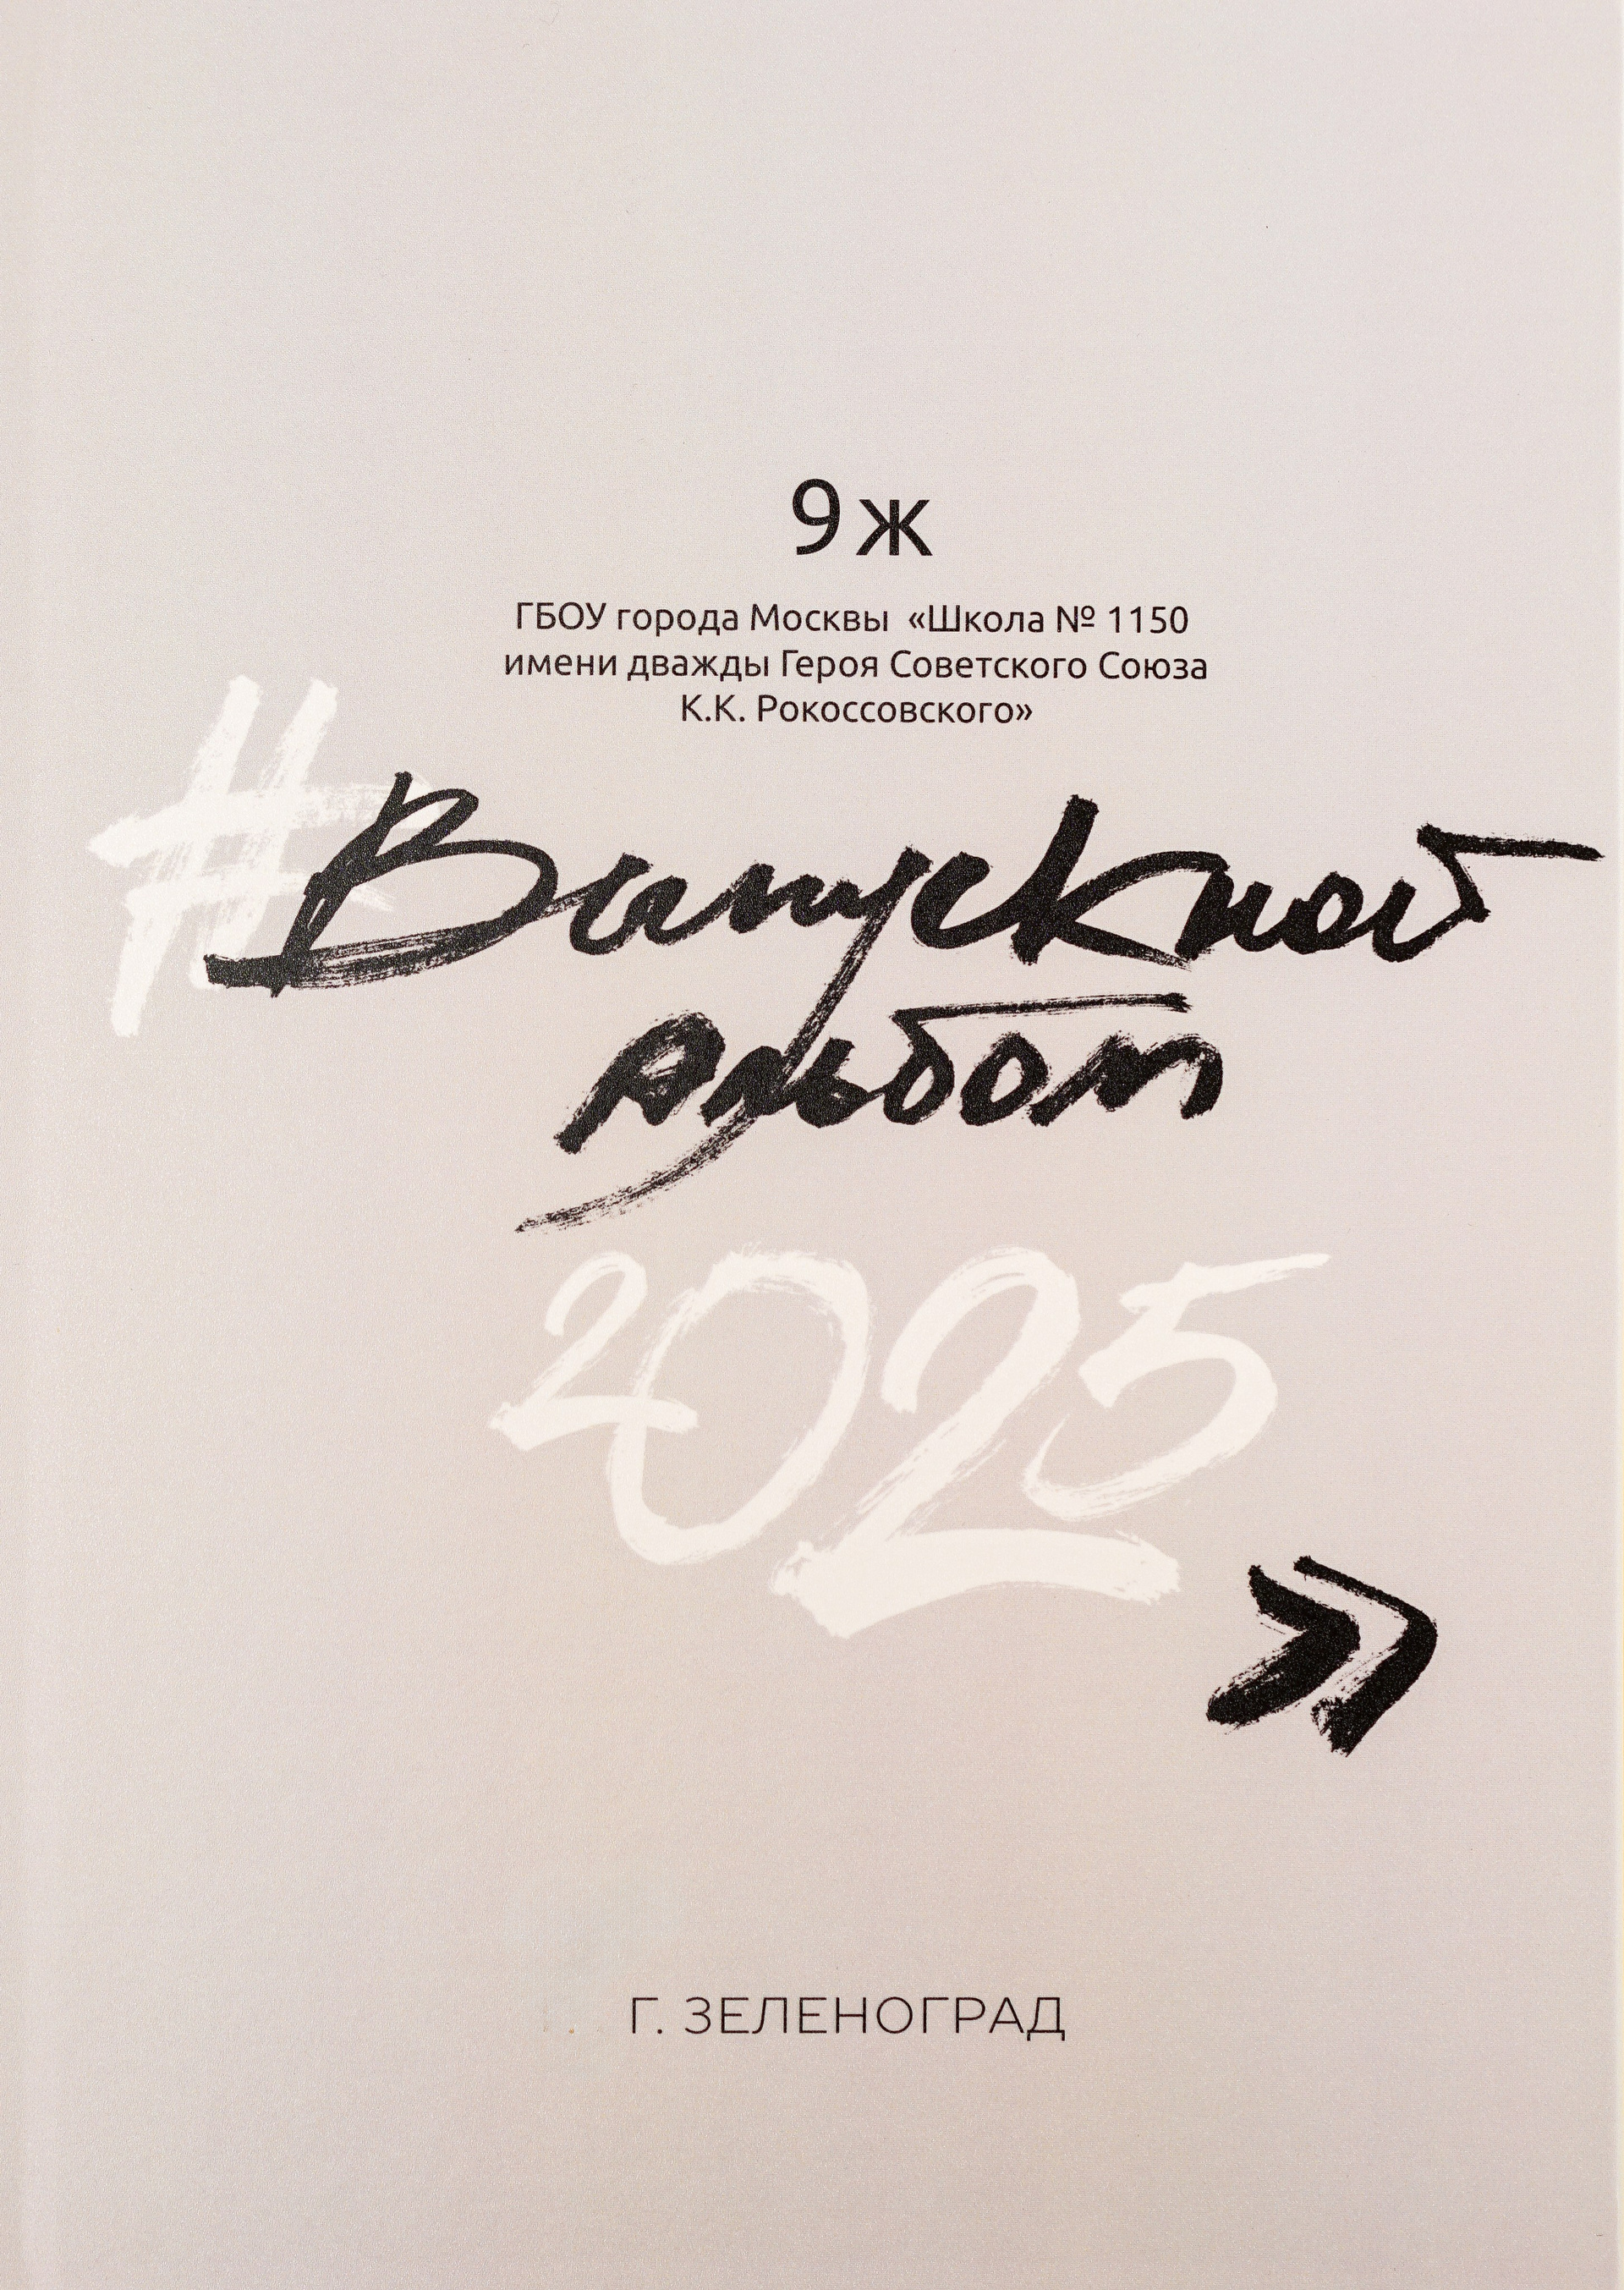 9 ж
ГБОУ города Москвы «Школа № 1150
имени дважды Героя Советского Союза
К.К. Рокоссовского»
#Выпускной
альбом
2025
»
Г. ЗЕЛЕНОГРАД